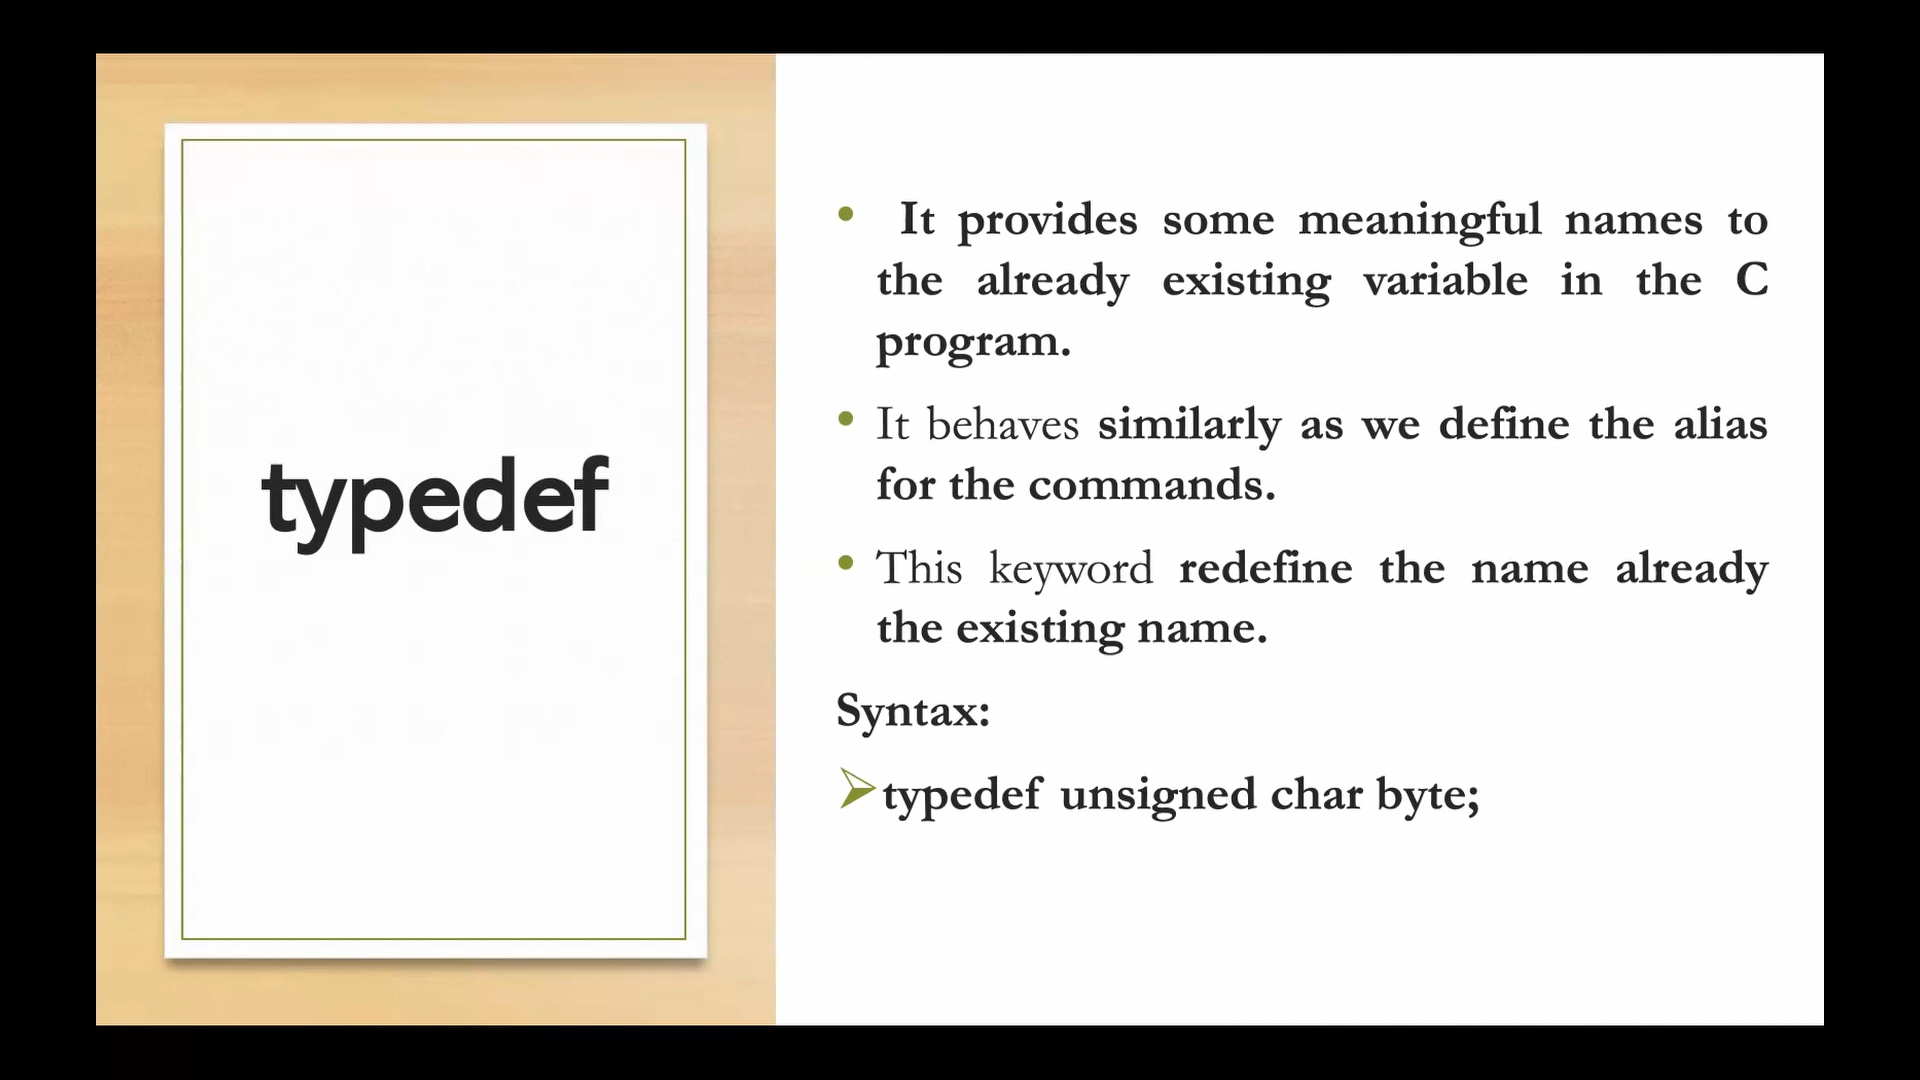 typedef
It provides some meaningful names to
the already existing variable in the C
program.
It behaves similarly as we define the alias
for the commands.
This keyword redefine the name already
the existing name.
Syntax:
typedef unsigned char byte;